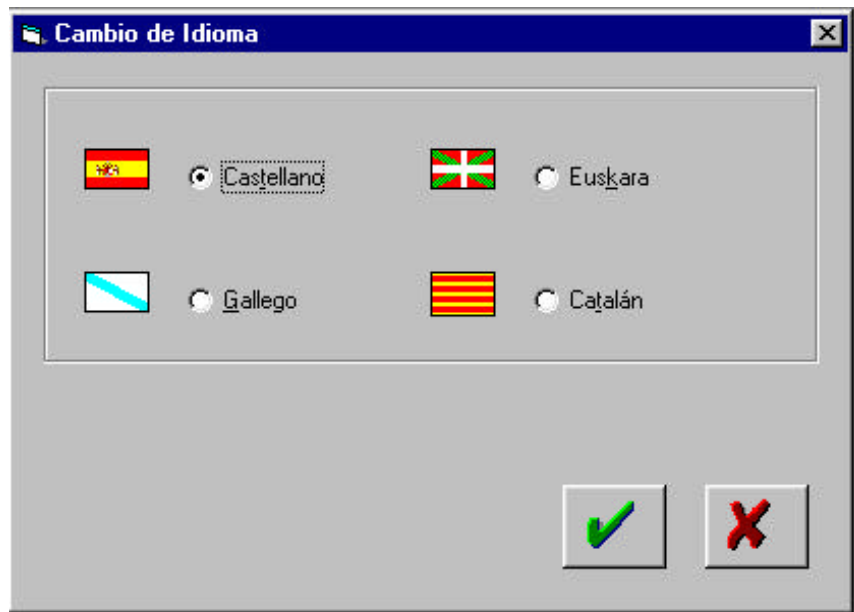 Cambio de Idioma
Castellano
Euskara
Gallego
Catalán